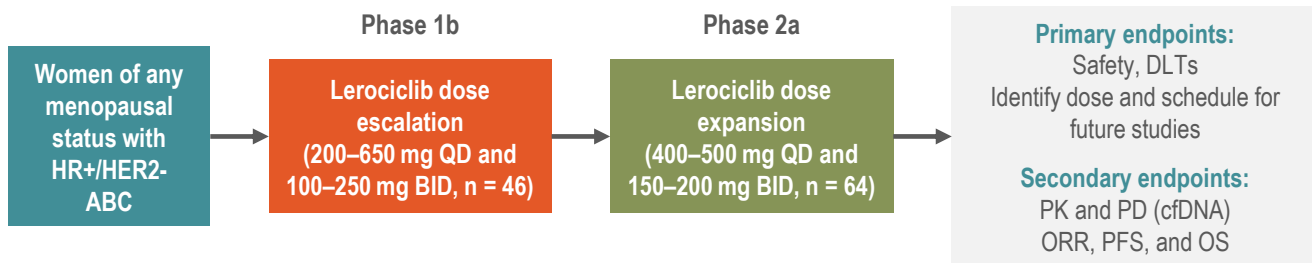 Phase 1b
Phase 2a
Women of any
menopausal
status with
HR+/HER2-
ABC
Lerociclib dose
escalation
(200–650 mg QD and
100–250 mg BID, n = 46)
Lerociclib dose
expansion
(400–500 mg QD and
150–200 mg BID, n = 64)
Primary endpoints:
Safety, DLTs
Identify dose and schedule for
future studies
Secondary endpoints:
PK and PD (cfDNA)
ORR, PFS, and OS